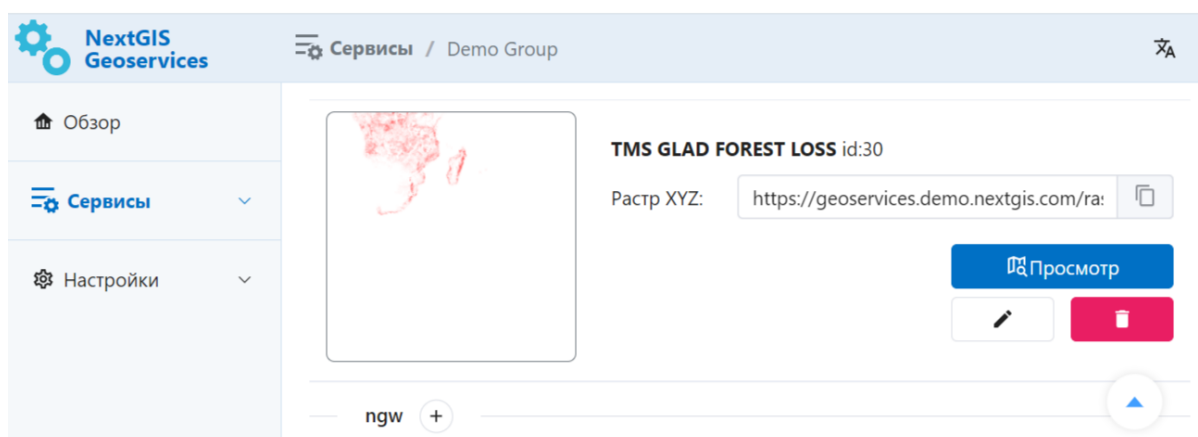 NextGIS
Geoservices
Сервисы / Demo Group
Обзор
Сервисы
Настройки
TMS GLAD FOREST LOSS id:30
Растр XYZ: https://geoservices.demo.nextgis.com/ra
Просмотр
ngw +